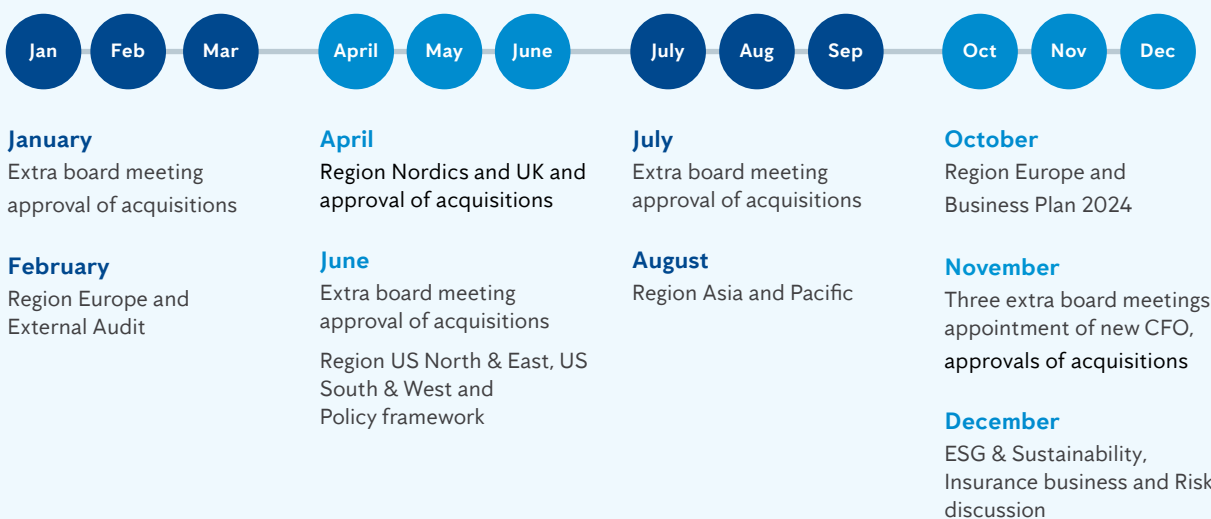 Jan Feb Mar April May June July Aug Sep Oct Nov Dec
January
Extra board meeting
approval of acquisitions
February
Region Europe and
External Audit
April
Region Nordics and UK and
approval of acquisitions
June
Extra board meeting
approval of acquisitions
Region US North & East, US
South & West and
Policy framework
July
Extra board meeting
approval of acquisitions
August
Region Asia and Pacific
October
Region Europe and
Business Plan 2024
November
Three extra board meetings
appointment of new CFO,
approvals of acquisitions
December
ESG & Sustainability,
Insurance business and Risk
discussion